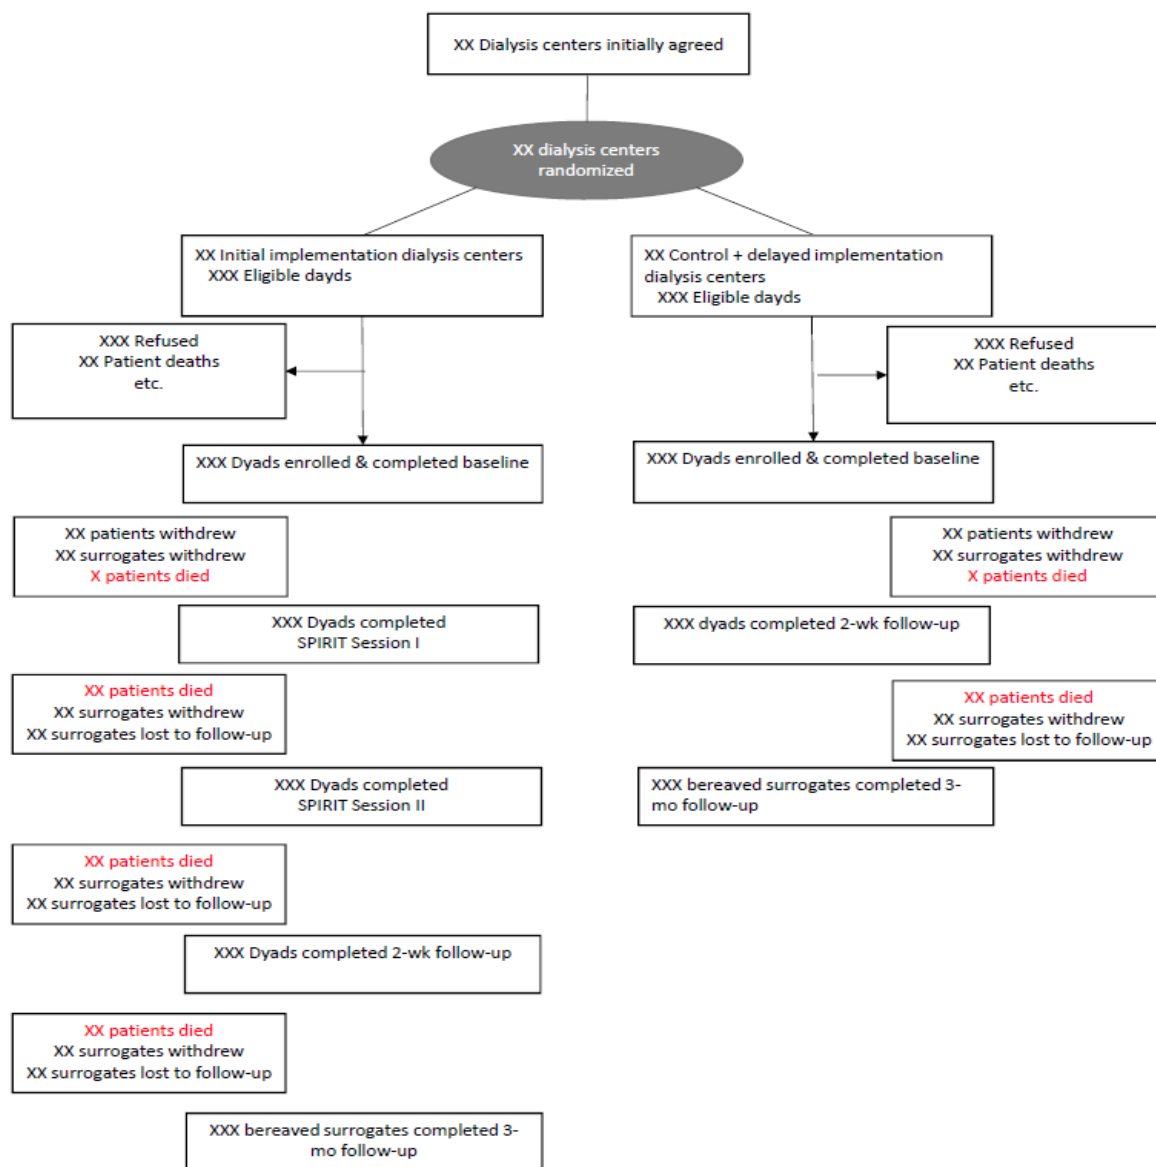 XX Dialysis centers initially agreed
XX dialysis centers
randomized
XX Initial implementation dialysis centers
XXX Eligible dayds
XX Control + delayed implementation
dialysis centers
XXX Eligible dayds
XXX Refused
XX Patient deaths
etc.
XXX Refused
XX Patient deaths
etc.
XXX Dyads enrolled & completed baseline
XXX Dyads enrolled & completed baseline
XX patients withdrew
XX surrogates withdrew
X patients died
XX patients withdrew
XX surrogates withdrew
X patients died
XXX Dyads completed
SPIRIT Session I
XXX dyads completed 2-wk follow-up
XX patients died
XX surrogates withdrew
XX surrogates lost to follow-up
XX patients died
XX surrogates withdrew
XX surrogates lost to follow-up
XXX Dyads completed
SPIRIT Session II
XXX bereaved surrogates completed 3-
mo follow-up
XX patients died
XX surrogates withdrew
XX surrogates lost to follow-up
XXX Dyads completed 2-wk follow-up
XX patients died
XX surrogates withdrew
XX surrogates lost to follow-up
XXX bereaved surrogates completed 3-
mo follow-up